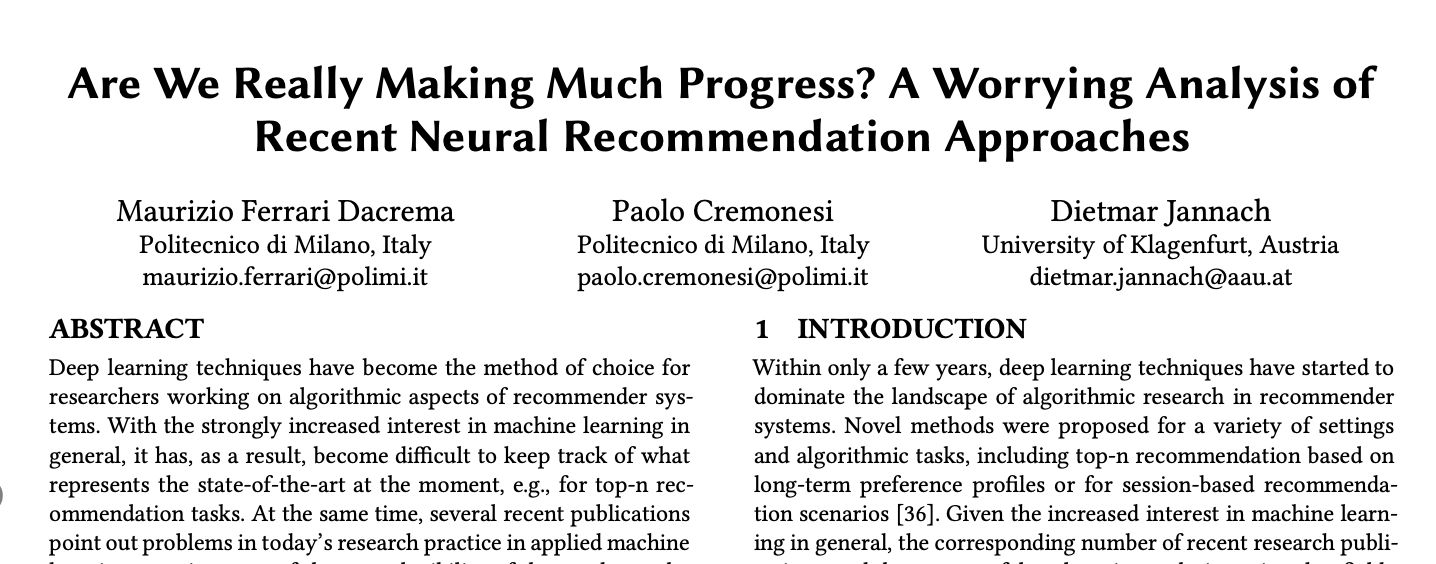 Are We Really Making Much Progress? A Worrying Analysis of
Recent Neural Recommendation Approaches
Maurizio Ferrari Dacrema
Politecnico di Milano, Italy
maurizio.ferrari@polimi.it
Paolo Cremonesi
Politecnico di Milano, Italy
paolo.cremonesi@polimi.it
Dietmar Jannach
University of Klagenfurt, Austria
dietmar.jannach@aau.at
ABSTRACT
Deep learning techniques have become the method of choice for
researchers working on algorithmic aspects of recommender sys-
tems. With the strongly increased interest in machine learning in
general, it has, as a result, become difficult to keep track of what
represents the state-of-the-art at the moment, e.g., for top-n rec-
ommendation tasks. At the same time, several recent publications
point out problems in today's research practice in applied machine
1 INTRODUCTION
Within only a few years, deep learning techniques have started to
dominate the landscape of algorithmic research in recommender
systems. Novel methods were proposed for a variety of settings
and algorithmic tasks, including top-n recommendation based on
long-term preference profiles or for session-based recommenda-
tion scenarios [36]. Given the increased interest in machine learn-
ing in general, the corresponding number of recent research publi-